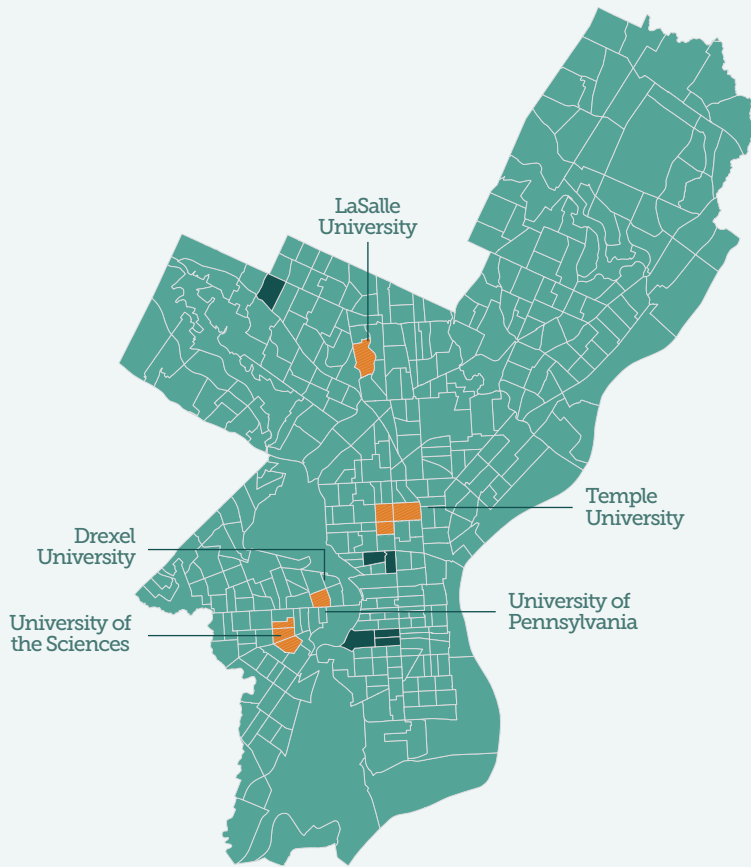 LaSalle
University
Temple
University
Drexel
University
University of
Pennsylvania
University of
the Sciences